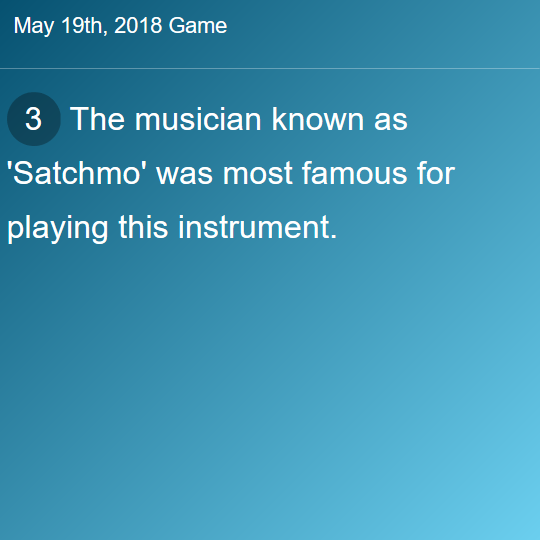 May 19th, 2018 Game
3 The musician known as
'Satchmo' was most famous for
playing this instrument.